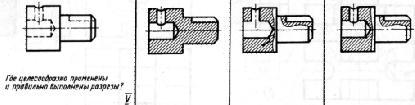 Где целесообразно применены
и правильно выполнены разрезы?